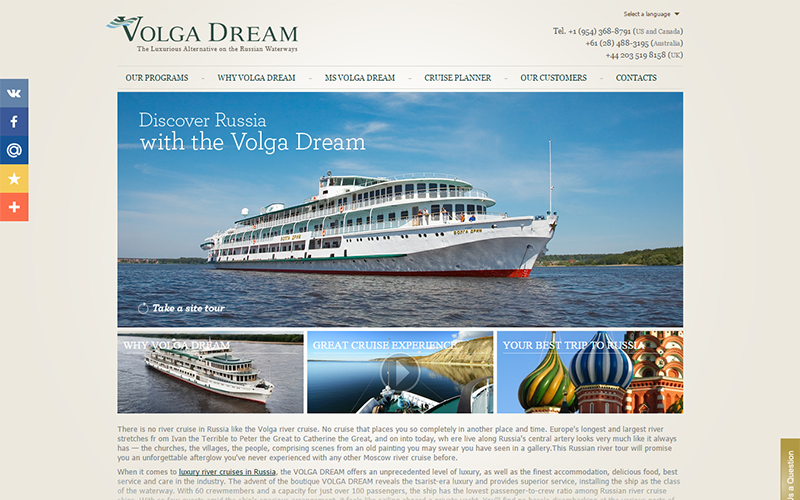 Select a language
VOLGA DREAM
The Luxurious Alternative on the Russian Waterways
Tel. +1 (954) 368-8791 (US and Canada)
+61 (28) 488-3195 (Australia)
+44 203 519 8158 (UK)
OUR PROGRAMS - WHY VOLGA DREAM - MS VOLGA DREAM - CRUISE PLANNER - OUR CUSTOMERS - CONTACTS
Discover Russia
with the Volga Dream
ВОЛГА ДРИМ
ВОЛГА ДРИМ
Take a site tour
WHY VOLGA DREAM
GREAT CRUISE EXPERIENCE
YOUR BEST TRIP TO RUSSIA
There is no river cruise in Russia like the Volga river cruise. No cruise that places you so completely in another place and time. Europe's longest and largest river
stretches fr om Ivan the Terrible to Peter the Great to Catherine the Great, and on into today, wh ere live along Russia's central artery looks very much like it always
has — the churches, the villages, the people, comprising scenes from an old painting you may swear you have seen in a gallery.This Russian river tour will promise
you an unforgettable afterglow you've never experienced with any other Moscow river cruise before.
When it comes to luxury river cruises in Russia, the VOLGA DREAM offers an unprecedented level of luxury, as well as the finest accommodation, delicious food, best
service and care in the industry. The advent of the boutique VOLGA DREAM reveals the tsarist-era luxury and provides superior service, installing the ship as the class
of the waterway. With 60 crewmembers and a capacity for just over 100 passengers, the ship has the lowest passenger-to-crew ratio among Russian river cruise
a Question